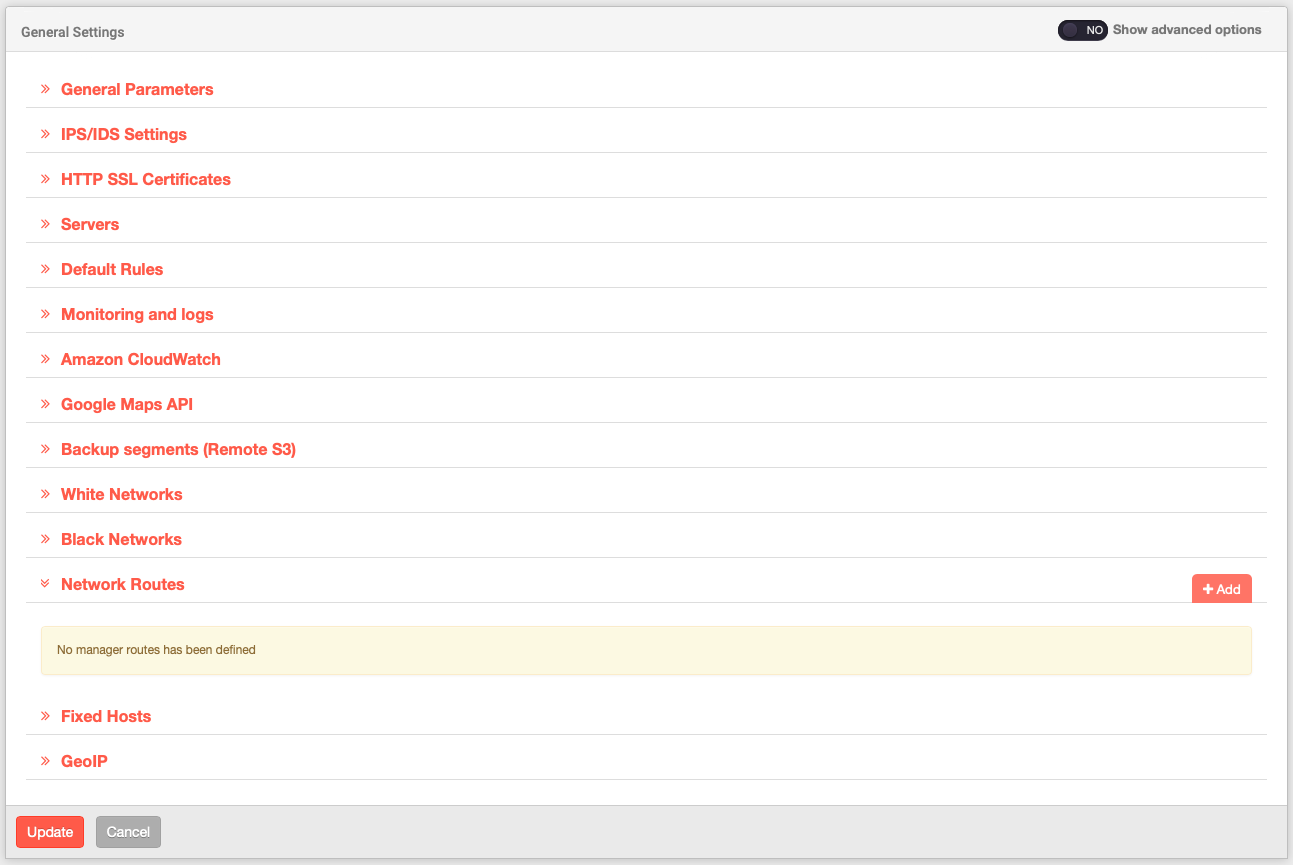 General Settings
NO Show advanced options
General Parameters
IPS/IDS Settings
HTTP SSL Certificates
Servers
Default Rules
Monitoring and logs
Amazon CloudWatch
Google Maps API
Backup segments (Remote S3)
White Networks
Black Networks
Network Routes
Add
No manager routes has been defined
Fixed Hosts
GeoIP
Update
Cancel